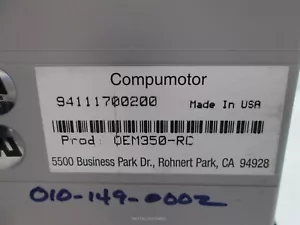 Compumotor
94111700200 Made In USA
Prod: OEM350-RC
5500 Business Park Dr., Rohnert Park, CA 94928
010-149-0002